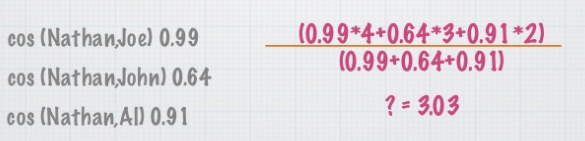 cos (Nathan,Joe) 0.99
cos (Nathan,John) 0.64
cos (Nathan,Al) 0.91
(0.99*4+0.64*3+0.91*2)
(0.99+0.64+0.91)
? = 3.03